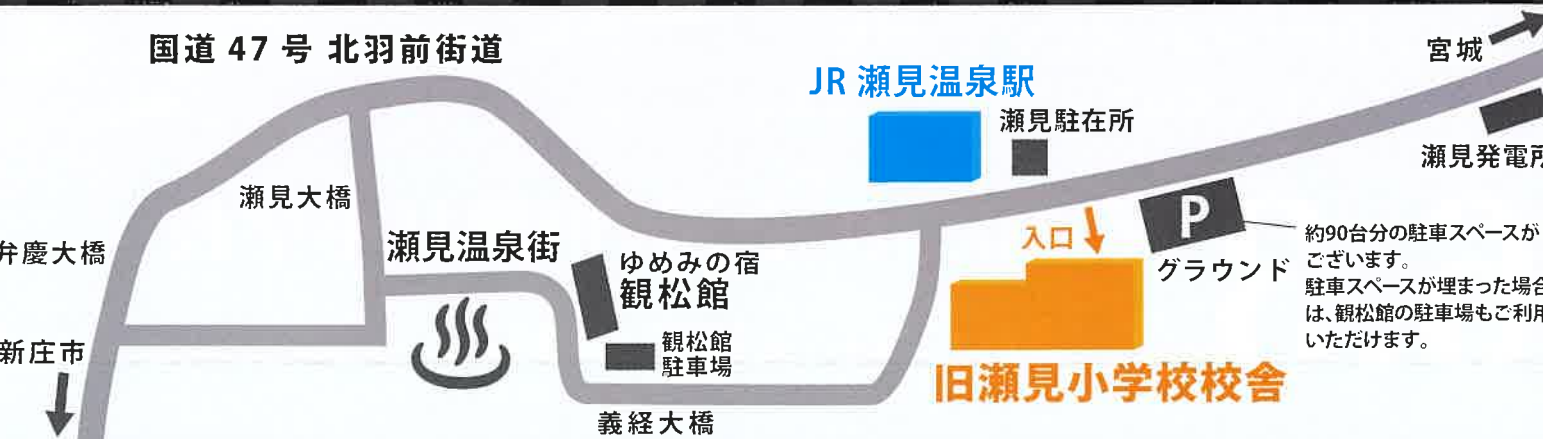 国道 47 号 北羽前街道
宮城
JR 瀬見温泉駅
瀬見駐在所
瀬見発電所
瀬見大橋
P
入口
グラウンド
約90台分の駐車スペースが
ございます。
駐車スペースが埋まった場合
は、観松館の駐車場もご利用
いただけます。
弁慶大橋
瀬見温泉街
ゆめみの宿
観松館
観松館
駐車場
新庄市
旧瀬見小学校校舎
義経大橋